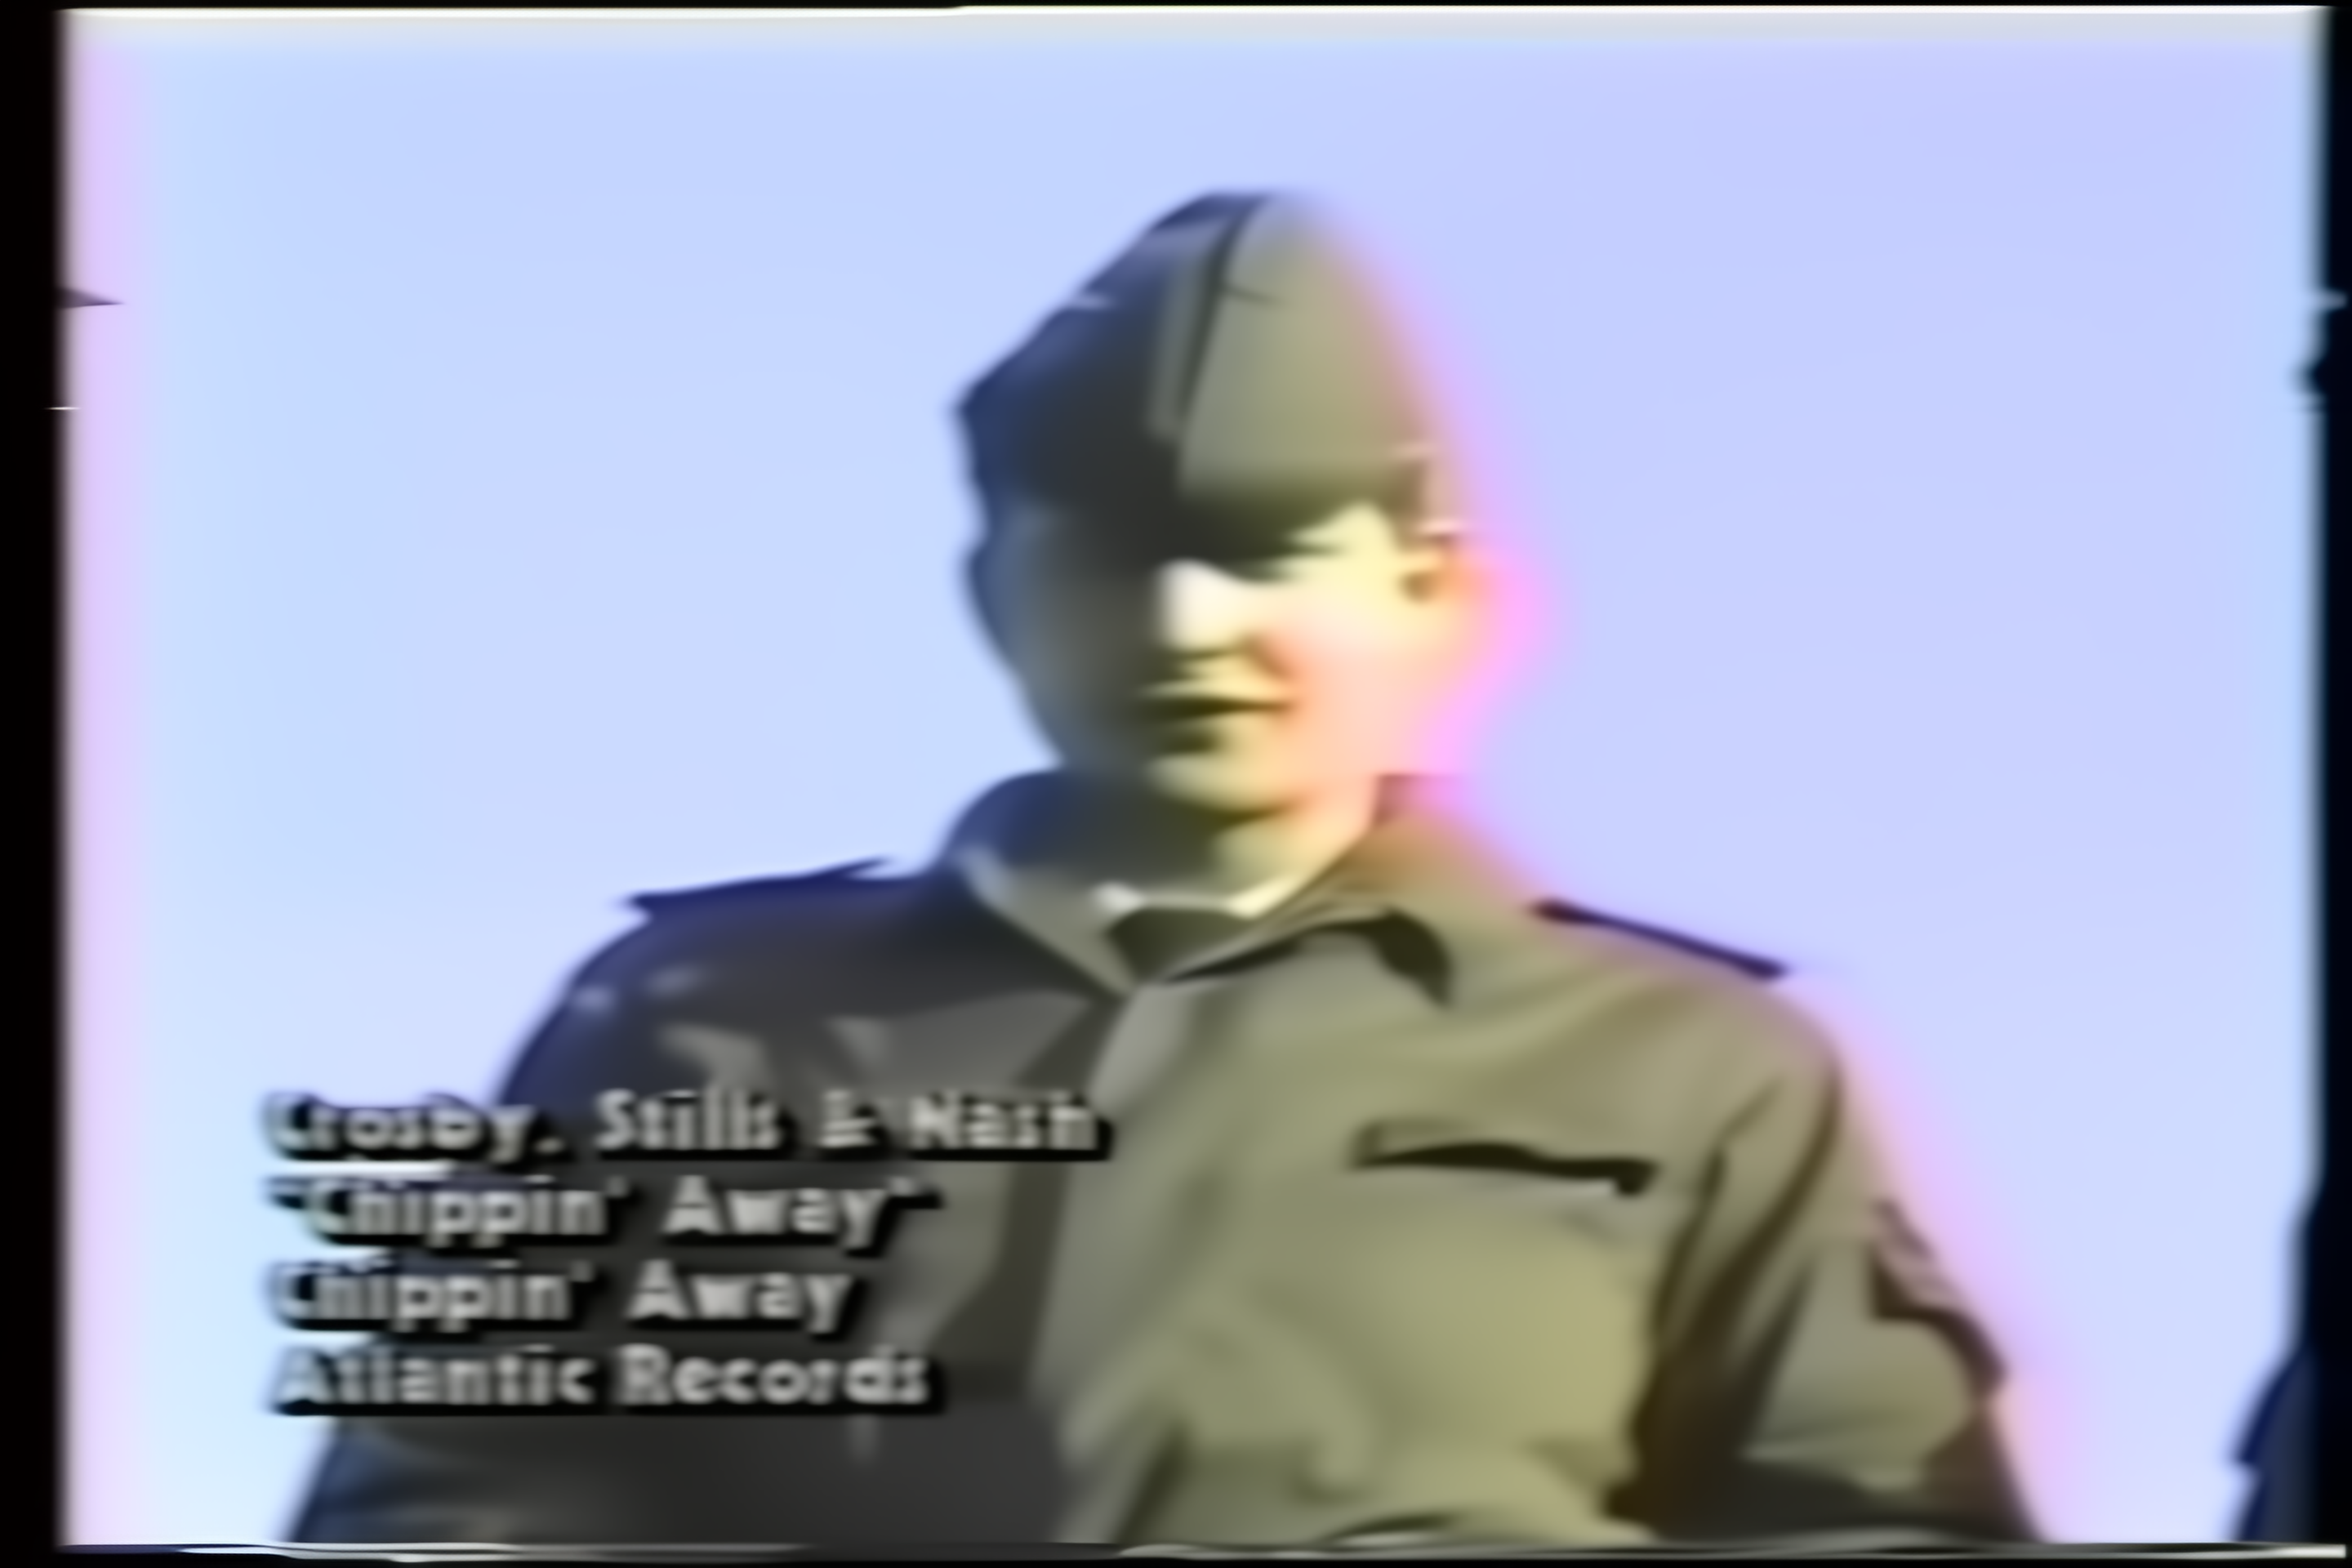 Crosby, Stills & Nash
"Chippin' Away"
Chippin' Away
Atlantic Records